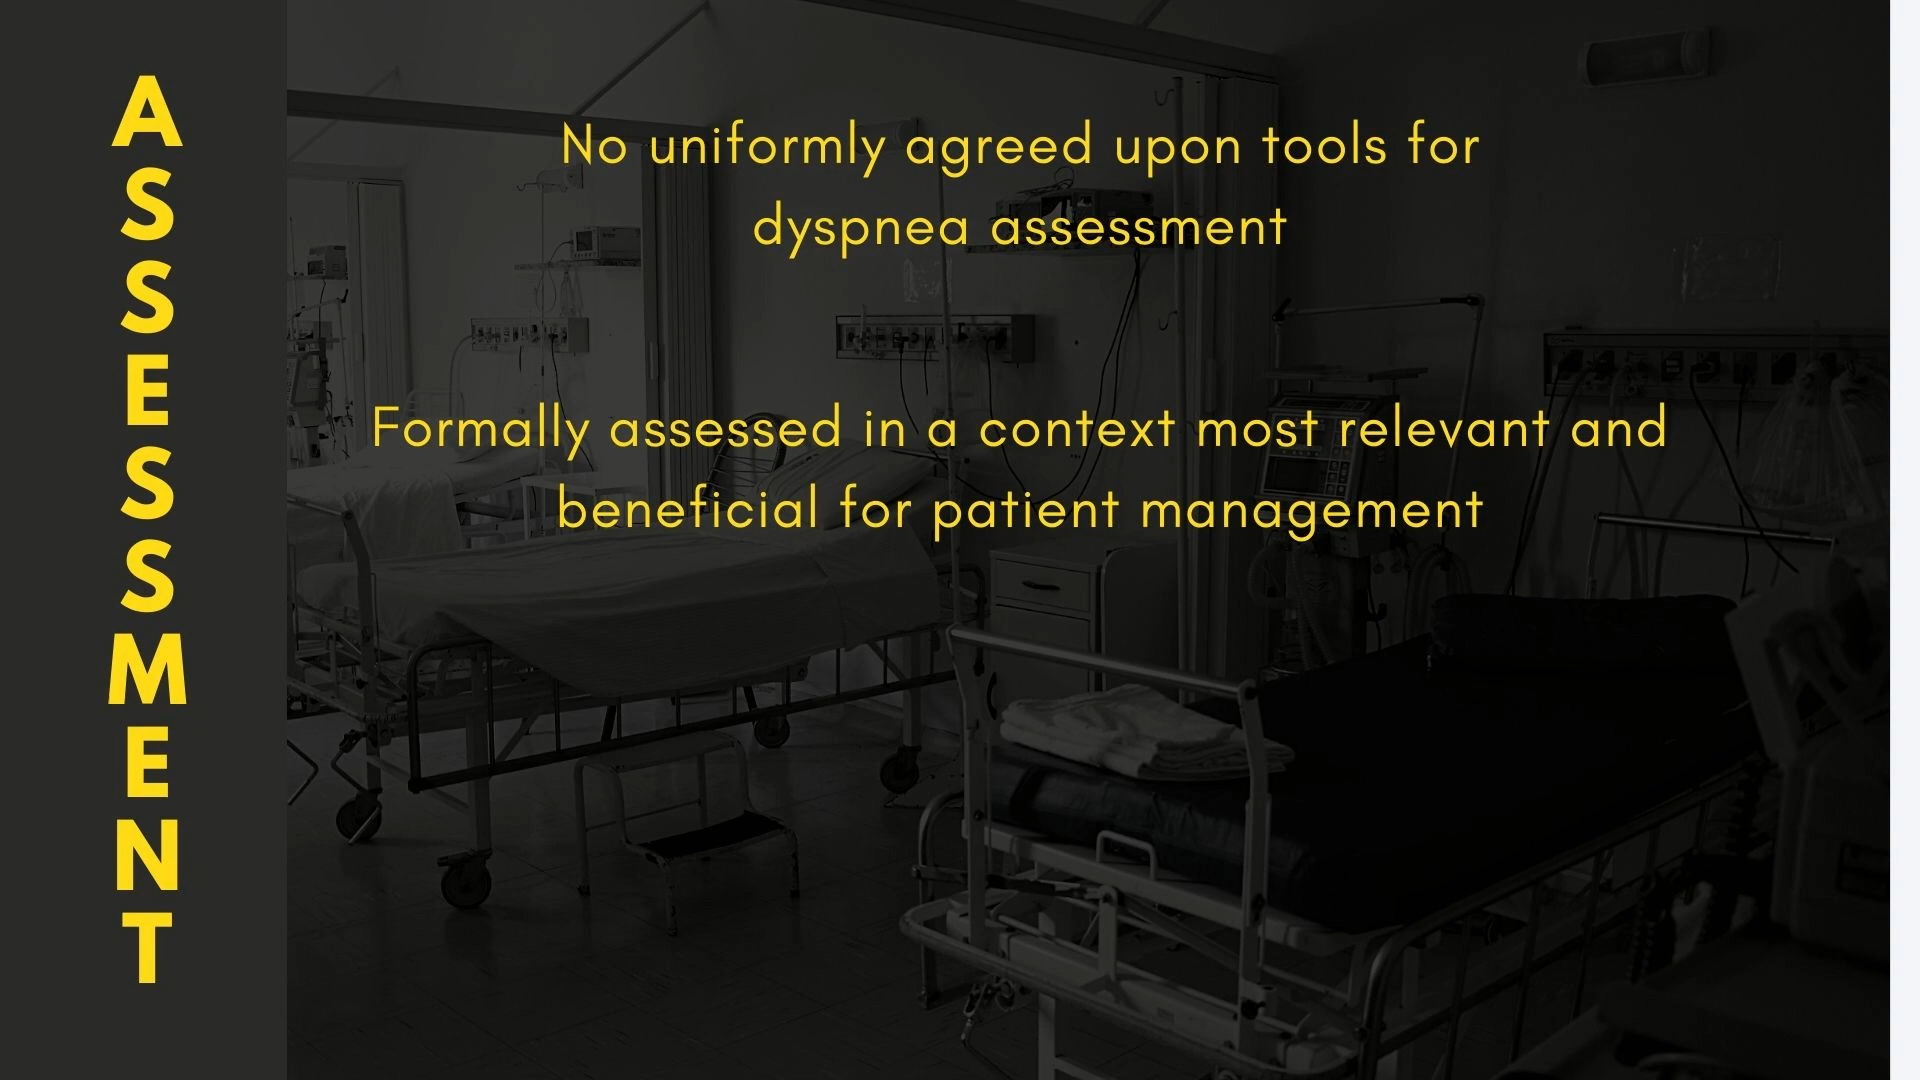 ASSESSMENT
No uniformly agreed upon tools for
dyspnea assessment
Formally assessed in a context most relevant and
beneficial for patient management